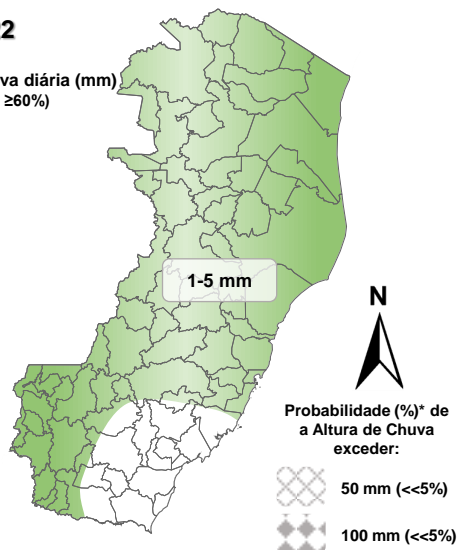 2
va diária (mm)
≥60%)
1-5 mm
N
Probabilidade (%)* de
a Altura de Chuva
exceder:
50 mm (<<5%)
100 mm (<<5%)